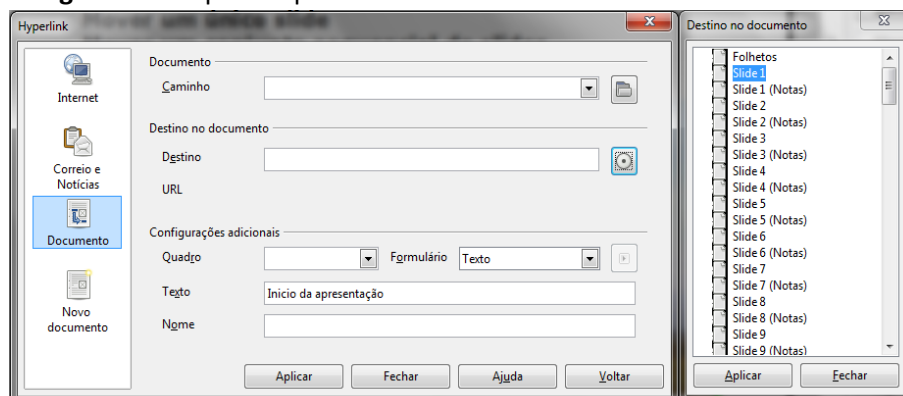 Hyperlink
Mover um único slide
Internet
Correio e
Notícias
Documento
Novo
documento
Documento
Caminho
Destino no documento
Destino
URL
Configurações adicionais
Quadro
Formulário
Texto
Texto
Inicio da apresentação
Nome
Aplicar
Fechar
Ajuda
Voltar
Destino no documento
Folhetos
Slide 1
Slide 1 (Notas)
Slide 2
Slide 2 (Notas)
Slide 3
Slide 3 (Notas)
Slide 4
Slide 4 (Notas)
Slide 5
Slide 5 (Notas)
Slide 6
Slide 6 (Notas)
Slide 7
Slide 7 (Notas)
Slide 8
Slide 8 (Notas)
Slide 9
Slide 9 (Notas)
Aplicar
Fechar